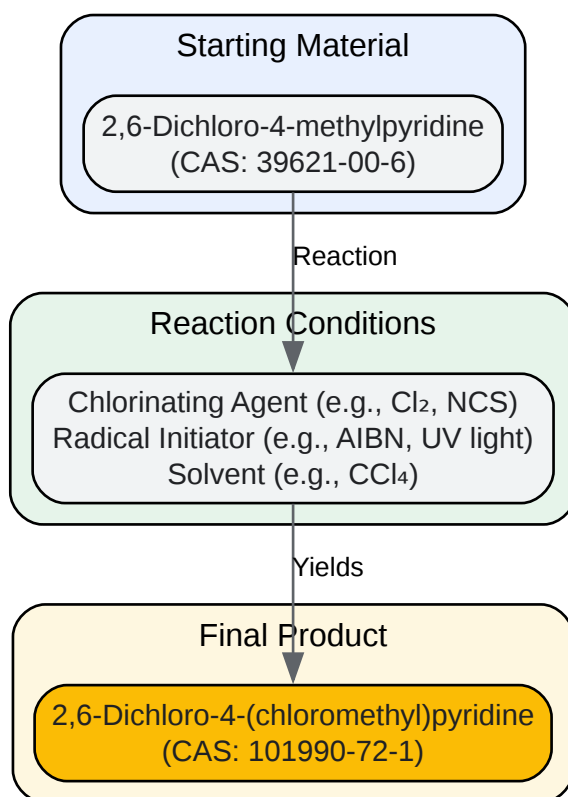 Starting Material
2,6-Dichloro-4-methylpyridine
(CAS: 39621-00-6)
Reaction
Reaction Conditions
Chlorinating Agent (e.g., Cl₂, NCS)
Radical Initiator (e.g., AIBN, UV light)
Solvent (e.g., CCl₄)
Yields
Final Product
2,6-Dichloro-4-(chloromethyl)pyridine
(CAS: 101990-72-1)